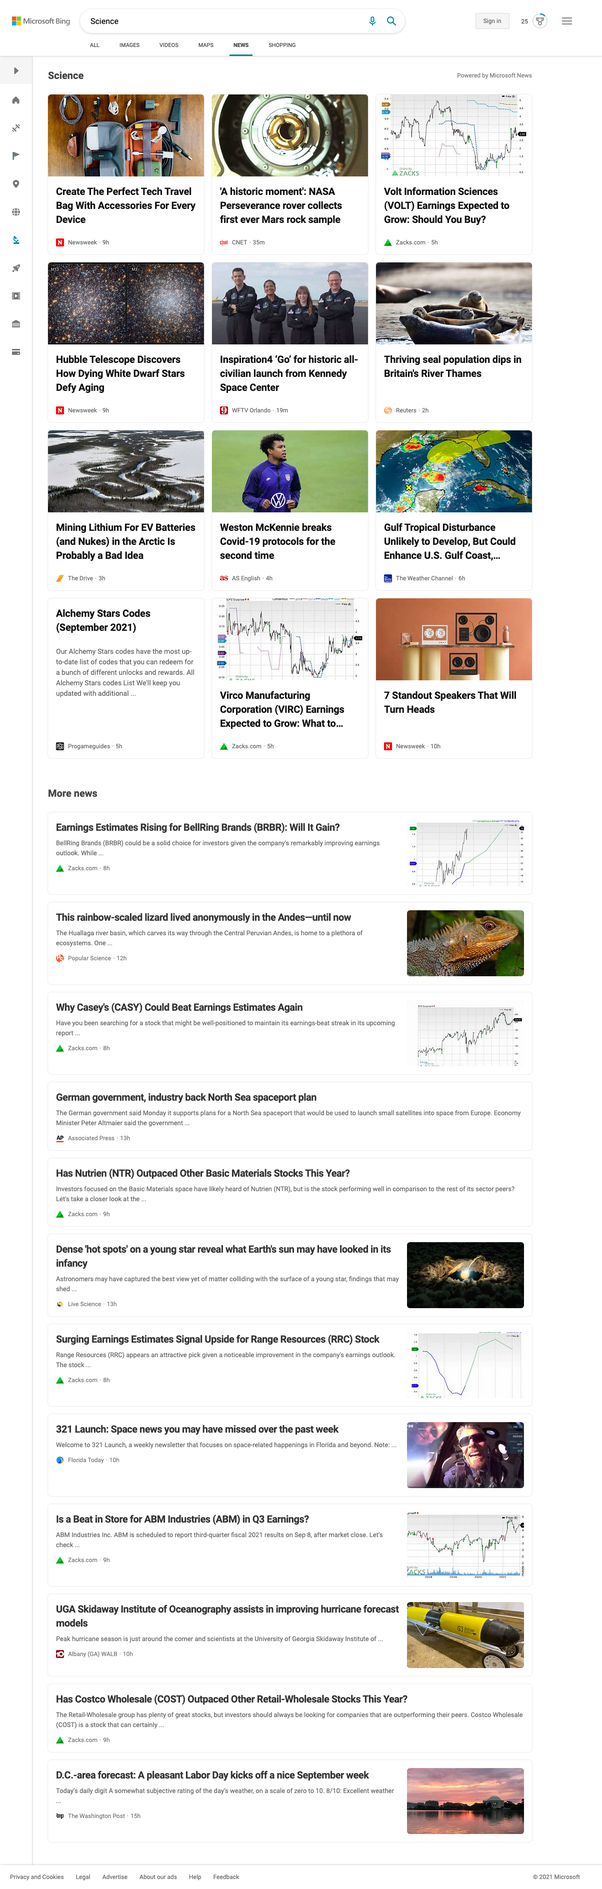 Microsoft Bing
Science
Sign in
25
ALL
IMAGES
VIDEOS
MAPS
NEWS
SHOPPING
Science
Powered by Microsoft News
Create The Perfect Tech Travel
Bag With Accessories For Every
Device
Newsweek · 9h
'A historic moment': NASA
Perseverance rover collects
first ever Mars rock sample
CNET · 35m
ZACKS
Volt Information Sciences
(VOLT) Earnings Expected to
Grow: Should You Buy?
Zacks.com · 5h
Hubble Telescope Discovers
How Dying White Dwarf Stars
Defy Aging
Newsweek · 9h
Inspiration4 'Go' for historic all-
civilian launch from Kennedy
Space Center
WFTV Orlando · 19m
Thriving seal population dips in
Britain's River Thames
Reuters · 2h
Mining Lithium For EV Batteries
(and Nukes) in the Arctic Is
Probably a Bad Idea
The Drive · 3h
Weston McKennie breaks
Covid-19 protocols for the
second time
as AS English · 4h
Gulf Tropical Disturbance
Unlikely to Develop, But Could
Enhance U.S. Gulf Coast,...
The Weather Channel · 6h
Alchemy Stars Codes
(September 2021)
Our Alchemy Stars codes have the most up-
to-date list of codes that you can redeem for
a bunch of different unlocks and rewards. All
Alchemy Stars codes List We'll keep you
updated with additional ...
Progameguides · 5h
Virco Manufacturing
Corporation (VIRC) Earnings
Expected to Grow: What to...
Zacks.com · 5h
7 Standout Speakers That Will
Turn Heads
Newsweek · 10h
More news
Earnings Estimates Rising for BellRing Brands (BRBR): Will It Gain?
BellRing Brands (BRBR) could be a solid choice for investors given the company's remarkably improving earnings
outlook. While ...
Zacks.com · 8h
This rainbow-scaled lizard lived anonymously in the Andes—until now
The Huallaga river basin, which carves its way through the Central Peruvian Andes, is home to a plethora of
ecosystems. One ...
Popular Science · 12h
Why Casey's (CASY) Could Beat Earnings Estimates Again
Have you been searching for a stock that might be well-positioned to maintain its earnings-beat streak in its upcoming
report ...
Zacks.com · 8h
German government, industry back North Sea spaceport plan
The German government said Monday it supports plans for a North Sea spaceport that would be used to launch small satellites into space from Europe. Economy
Minister Peter Altmaier said the government ...
AP Associated Press · 13h
Has Nutrien (NTR) Outpaced Other Basic Materials Stocks This Year?
Investors focused on the Basic Materials space have likely heard of Nutrien (NTR), but is the stock performing well in comparison to the rest of its sector peers?
Let's take a closer look at the ...
Zacks.com · 9h
Dense 'hot spots' on a young star reveal what Earth's sun may have looked in its
infancy
Astronomers may have captured the best view yet of matter colliding with the surface of a young star, findings that may
shed ...
Live Science · 13h
Surging Earnings Estimates Signal Upside for Range Resources (RRC) Stock
Range Resources (RRC) appears an attractive pick given a noticeable improvement in the company's earnings outlook.
The stock ...
Zacks.com · 8h
321 Launch: Space news you may have missed over the past week
Welcome to 321 Launch, a weekly newsletter that focuses on space-related happenings in Florida and beyond. Note: ...
Florida Today · 10h
Is a Beat in Store for ABM Industries (ABM) in Q3 Earnings?
ABM Industries Inc. ABM is scheduled to report third-quarter fiscal 2021 results on Sep 8, after market close. Let's
check ...
Zacks.com · 9h
ZACKS
UGA Skidaway Institute of Oceanography assists in improving hurricane forecast
models
Peak hurricane season is just around the corner and scientists at the University of Georgia Skidaway Institute of ...
Albany (GA) WALB · 10h
Has Costco Wholesale (COST) Outpaced Other Retail-Wholesale Stocks This Year?
The Retail-Wholesale group has plenty of great stocks, but investors should always be looking for companies that are outperforming their peers. Costco Wholesale
(COST) is a stock that can certainly ...
Zacks.com · 9h
D.C.-area forecast: A pleasant Labor Day kicks off a nice September week
Today's daily digit A somewhat subjective rating of the day's weather, on a scale of zero to 10. 8/10: Excellent weather
...
wp The Washington Post · 15h
Privacy and Cookies
Legal
Advertise
About our ads
Help
Feedback
© 2021 Microsoft